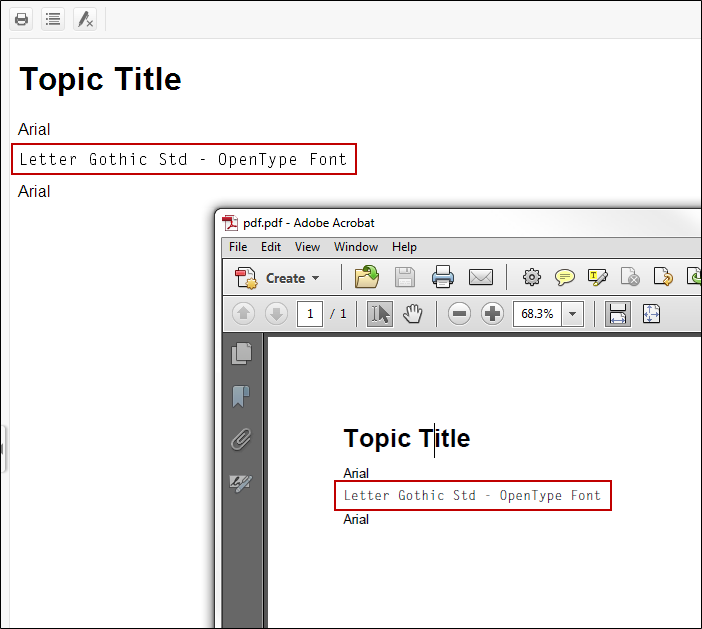 Topic Title
Arial
Letter Gothic Std - OpenType Font
Arial
pdf.pdf - Adobe Acrobat
File Edit View Window Help
Create
1 / 1 68.3%
Topic Title
Arial
Letter Gothic Std - OpenType Font
Arial